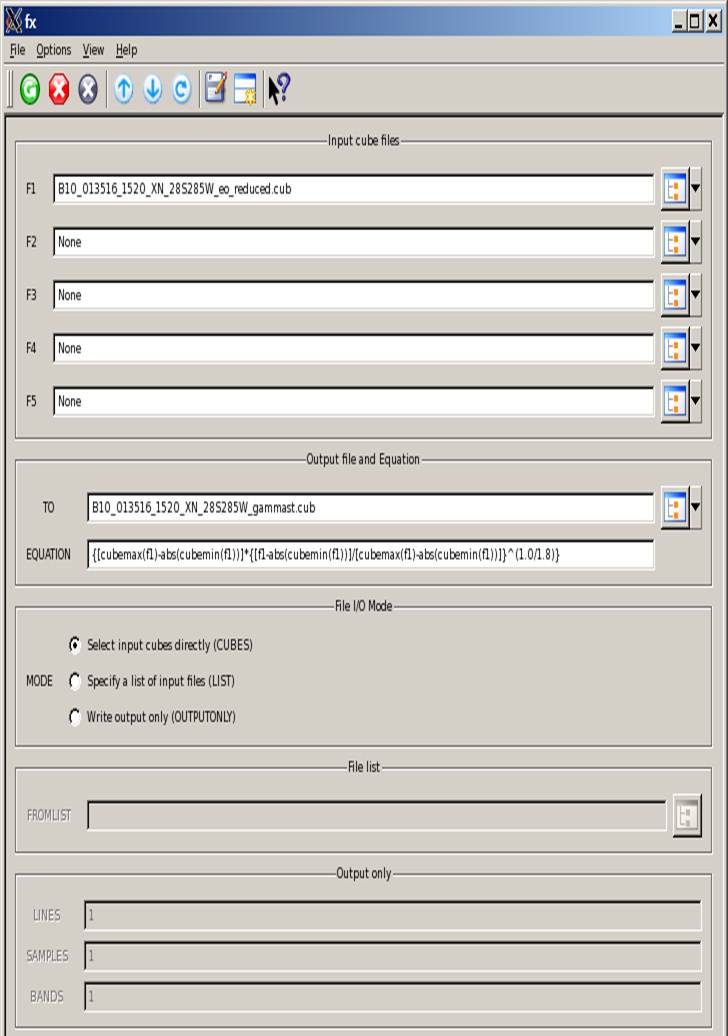 fx
File Options View Help
Input cube files
F1 B10_013516_1520_XN_28S285W_eo_reduced.cub
F2 None
F3 None
F4 None
F5 None
Output file and Equation
TO B10_013516_1520_XN_28S285W_gammast.cub
EQUATION {[cubemax(f1)-abs(cubemin(f1))]*{[f1-abs(cubemin(f1))]/[cubemax(f1)-abs(cubemin(f1))]}^(1.0/1.8)}
File I/O Mode
Select input cubes directly (CUBES)
MODE Specify a list of input files (LIST)
Write output only (OUTPUTONLY)
File list
FROMLIST
Output only
LINES 1
SAMPLES 1
BANDS 1